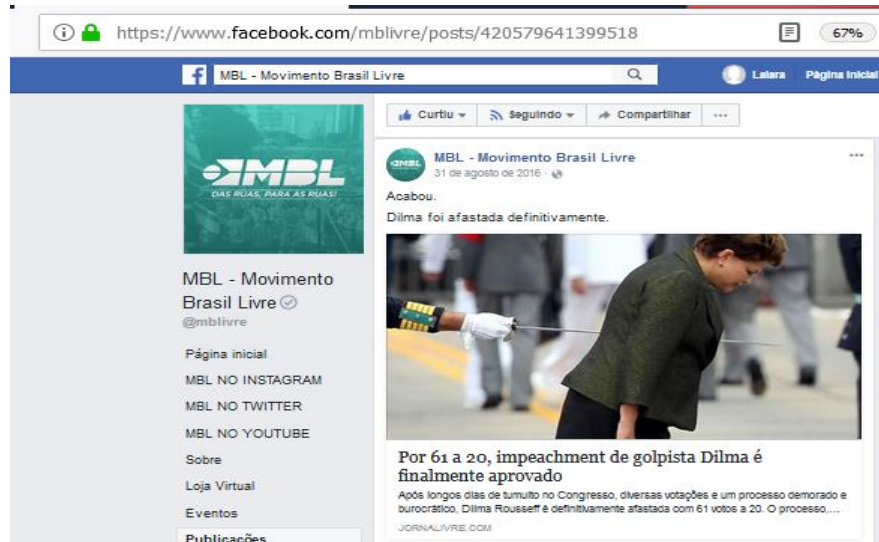 https://www.facebook.com/mblivre/posts/420579641399518
67%
MBL - Movimento Brasil Livre
Laiara
Página inicial
Curtiu
Seguindo
Compartilhar
MBL
DAS RUAS, PARA AS RUAS!
MBL - Movimento
Brasil Livre
@mblivre
Página inicial
MBL NO INSTAGRAM
MBL NO TWITTER
MBL NO YOUTUBE
Sobre
Loja Virtual
Eventos
Publicações
MBL - Movimento Brasil Livre
31 de agosto de 2016
Acabou.
Dilma foi afastada definitivamente.
Por 61 a 20, impeachment de golpista Dilma é
finalmente aprovado
Após longos dias de tumulto no Congresso, diversas votações e um processo demorado e
burocrático, Dilma Rousseff é definitivamente afastada com 61 votos a 20. O processo,...
JORNALIVRE.COM